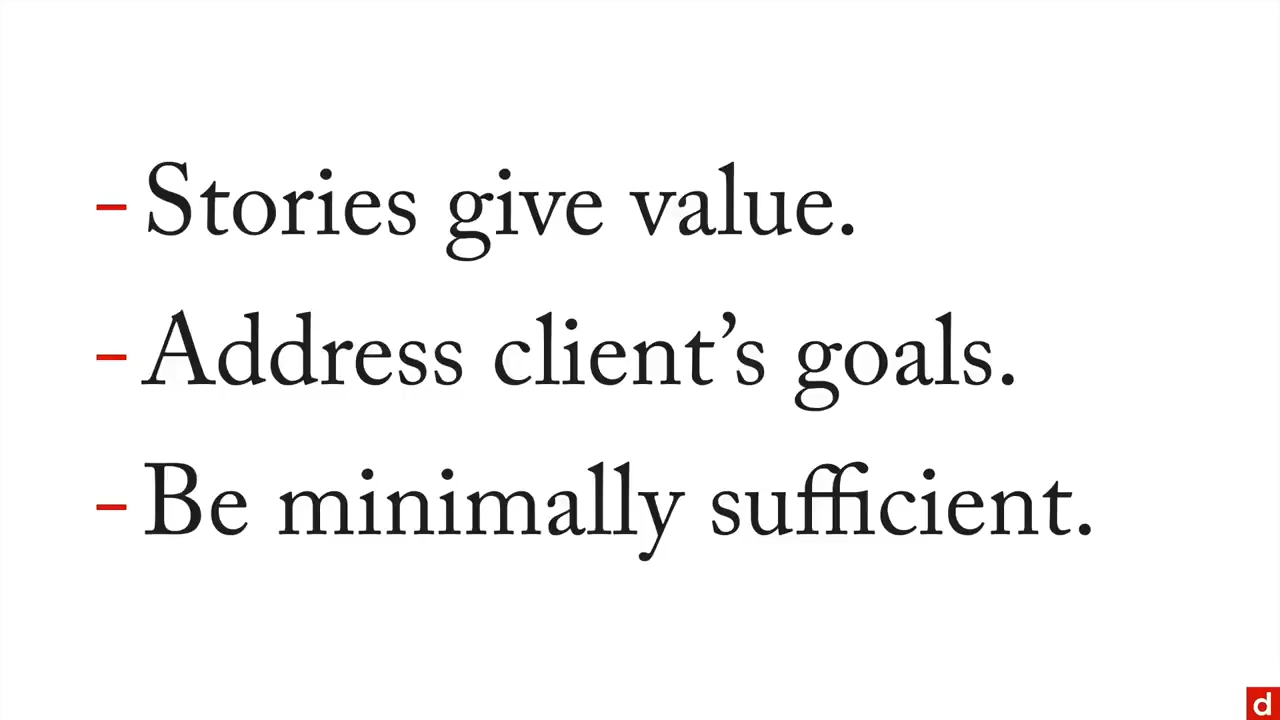 - Stories give value.
- Address client’s goals.
- Be minimally sufficient.
d